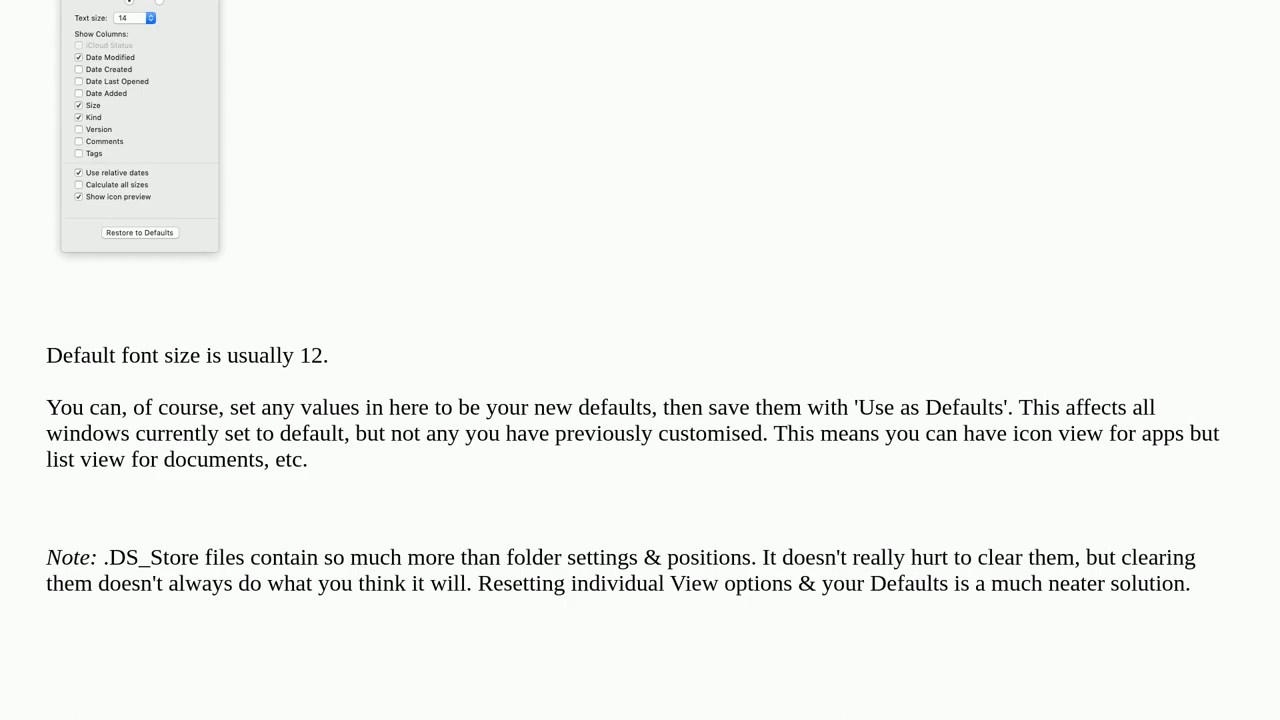 Text size: 14
Show Columns:
iCloud Status
Date Modified
Date Created
Date Last Opened
Date Added
Size
Kind
Version
Comments
Tags
Use relative dates
Calculate all sizes
Show icon preview
Restore to Defaults
Default font size is usually 12.
You can, of course, set any values in here to be your new defaults, then save them with 'Use as Defaults'. This affects all
windows currently set to default, but not any you have previously customised. This means you can have icon view for apps but
list view for documents, etc.
Note: .DS_Store files contain so much more than folder settings & positions. It doesn't really hurt to clear them, but clearing
them doesn't always do what you think it will. Resetting individual View options & your Defaults is a much neater solution.